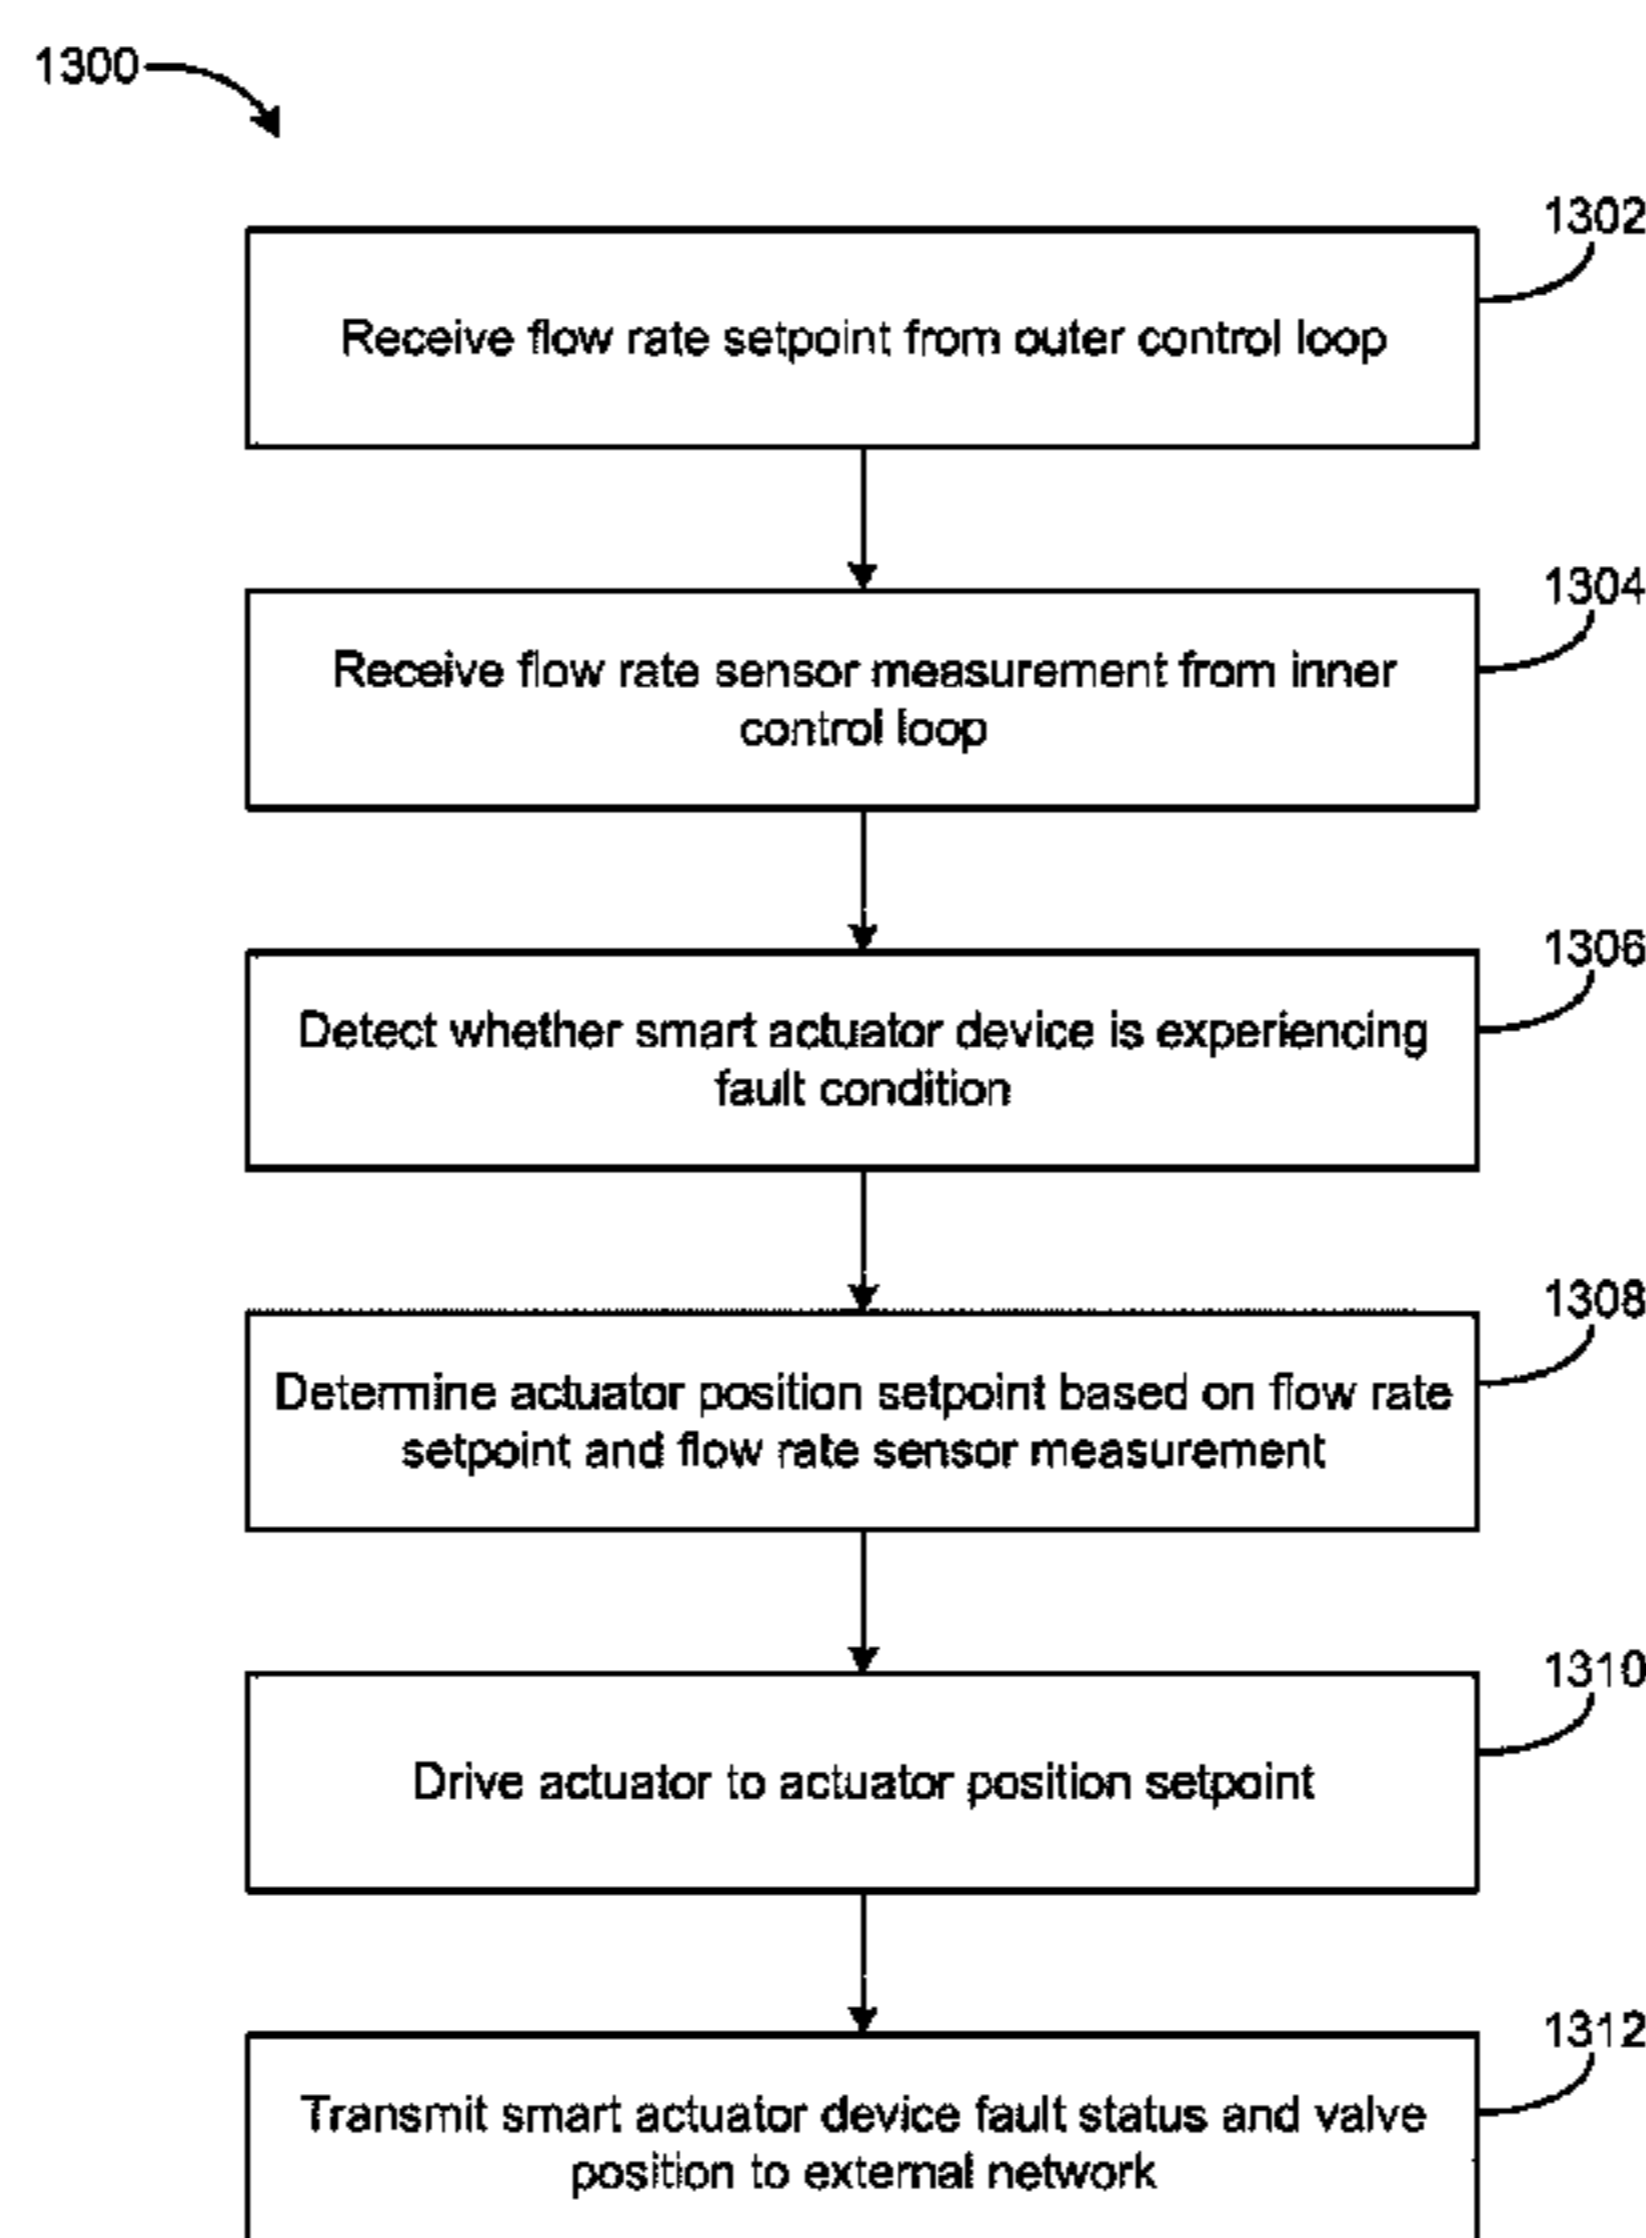 1300
1302
Receive flow rate setpoint from outer control loop
1304
Receive flow rate sensor measurement from inner
control loop
1306
Detect whether smart actuator device is experiencing
fault condition
1308
Determine actuator position setpoint based on flow rate
setpoint and flow rate sensor measurement
1310
Drive actuator to actuator position setpoint
1312
Transmit smart actuator device fault status and valve
position to external network